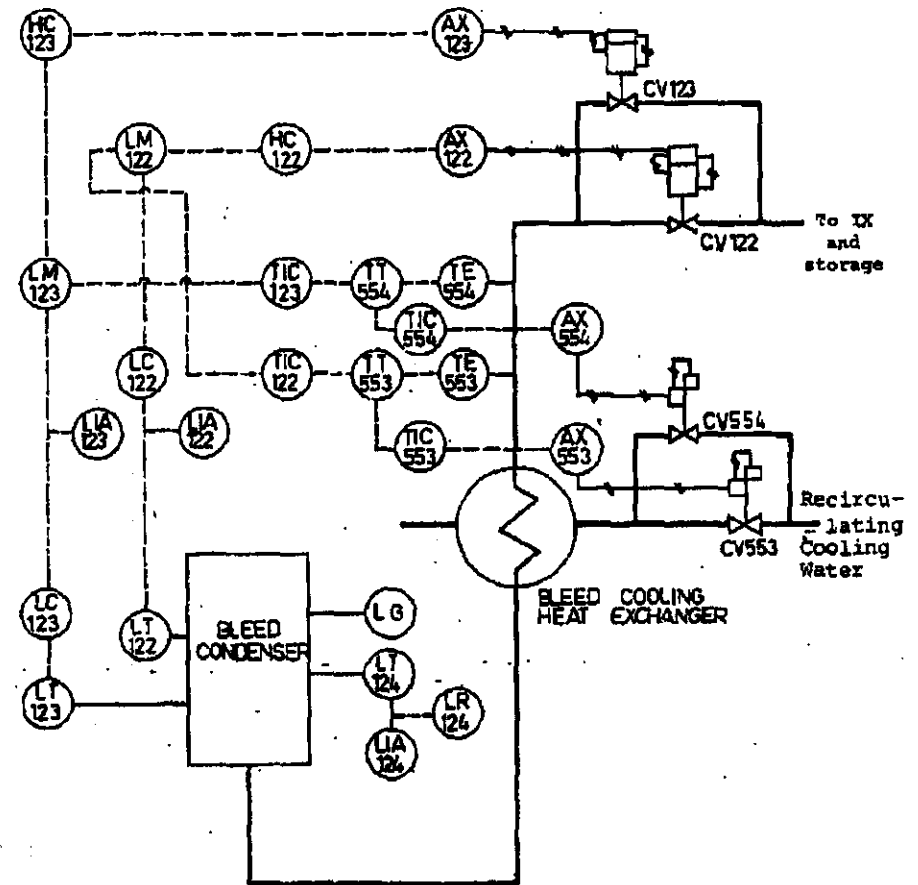 HC
123
AX
123
CV123
LM
122
HC
122
AX
122
CV122
To IX
and
storage
LM
123
TIC
123
TT
554
TE
554
TIC
554
AX
554
LC
122
TIC
122
TT
553
TE
553
CV554
LIA
123
LIA
122
TIC
553
AX
553
Recircu-
lating
Cooling
Water
CV553
BLEED COOLING
HEAT EXCHANGER
LC
123
LT
122
BLEED
CONDENSER
LG
LT
123
LT
124
LR
124
LIA
124